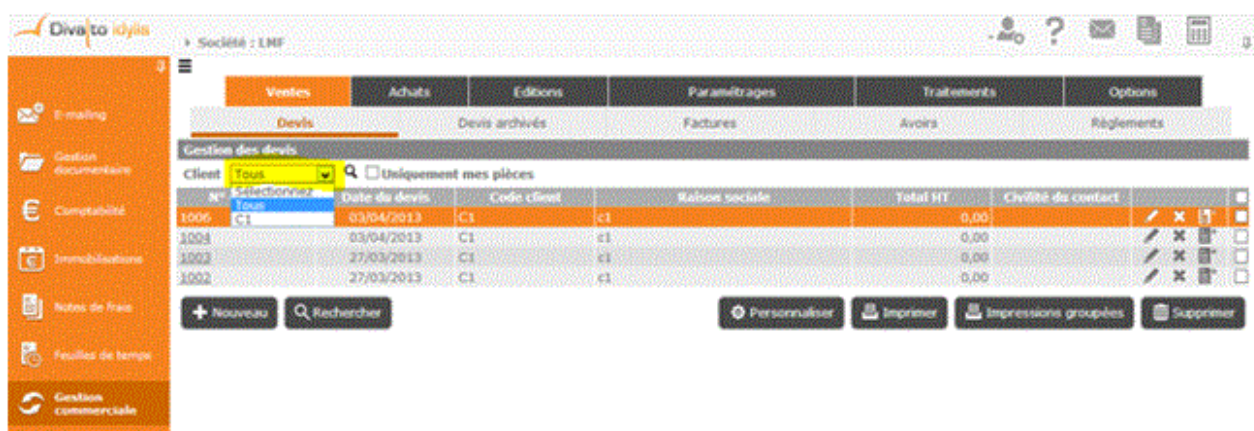 Divalto idylis
Société : LMF
Ventes Achats Editions Paramétrages Traitements Options
Devis Devis archivés Factures Avoirs Règlements
Gestion des devis
Client Tous Uniquement mes pièces
Sélectionnez
Tous
C1
N° Date du devis Code client Raison sociale Total HT Civilité du contact
1006 03/04/2013 C1 c1 0,00
1004 03/04/2013 C1 c1 0,00
1003 27/03/2013 C1 c1 0,00
1002 27/03/2013 C1 c1 0,00
Nouveau Rechercher Personnaliser Imprimer Impressions groupées Supprimer
E-mailing
Gestion
documentaire
Comptabilité
Immobilisations
Notes de frais
Feuilles de temps
Gestion
commerciale